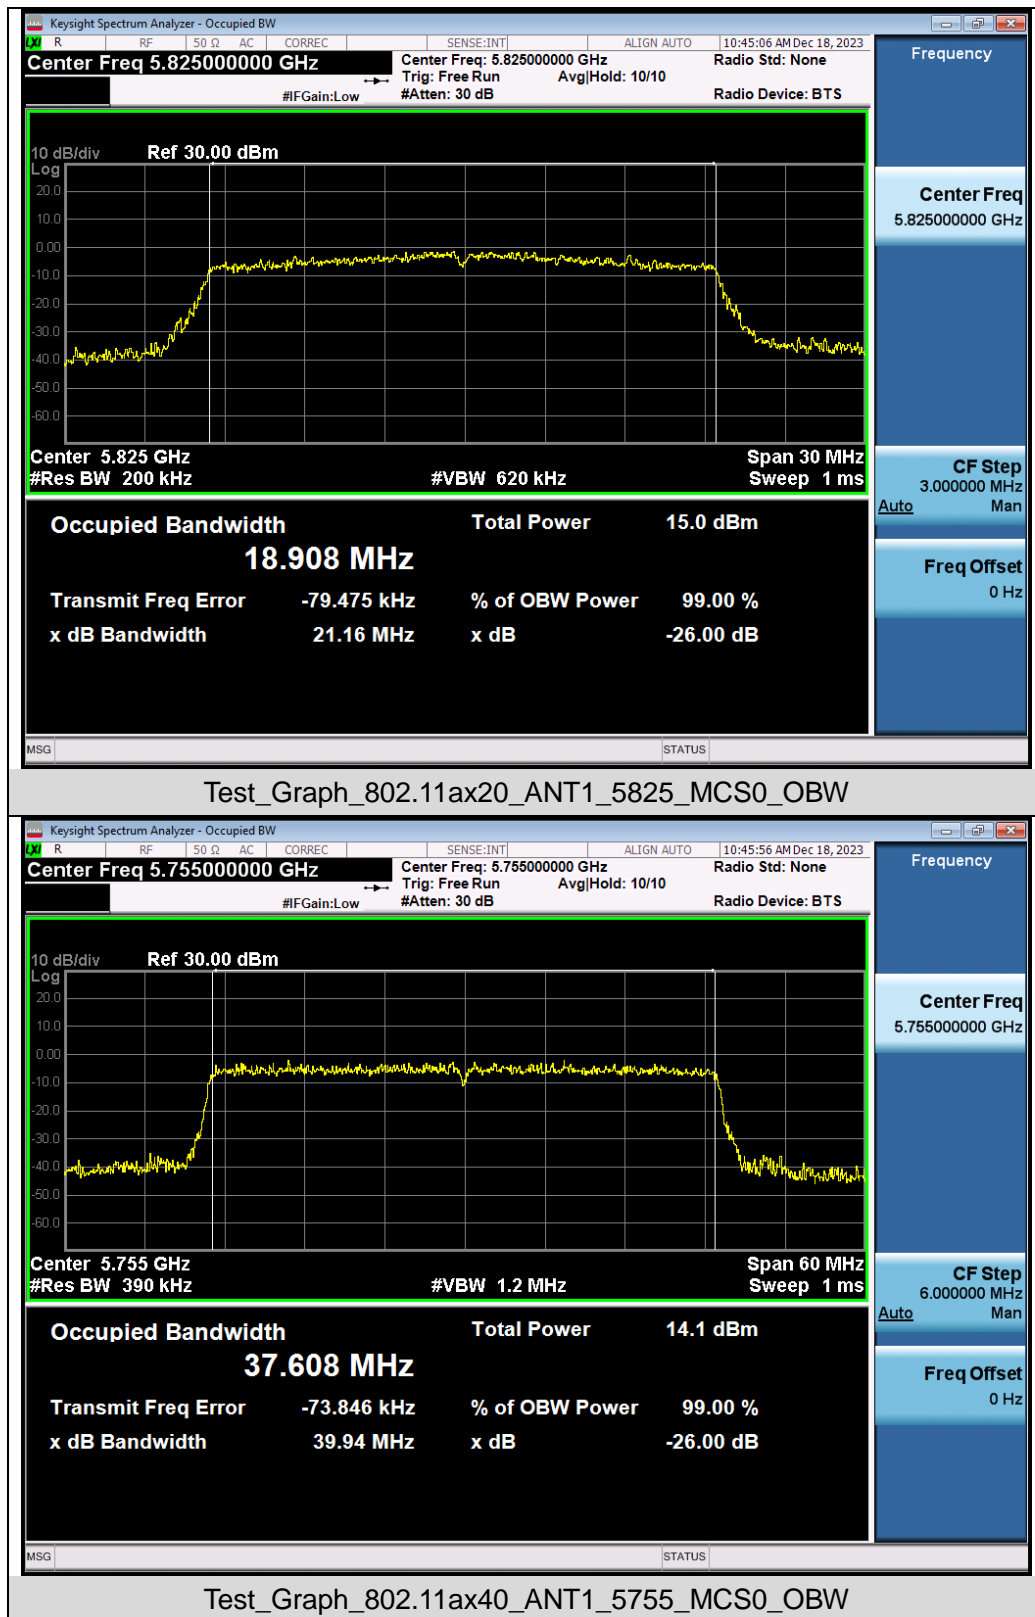 Keysight Spectrum Analyzer - Occupied BW
LXI R RF 50 Ω AC CORREC SENSE:INT ALIGN AUTO 10:45:06 AM Dec 18, 2023
Center Freq 5.825000000 GHz
Center Freq: 5.825000000 GHz
Radio Std: None
Trig: Free Run Avg|Hold: 10/10
#IFGain:Low #Atten: 30 dB Radio Device: BTS
Frequency
10 dB/div Ref 30.00 dBm
Log
20.0
10.0
0.00
-10.0
-20.0
-30.0
-40.0
-50.0
-60.0
Center Freq
5.825000000 GHz
Center 5.825 GHz Span 30 MHz
#Res BW 200 kHz #VBW 620 kHz Sweep 1 ms
CF Step
3.000000 MHz
Auto Man
Occupied Bandwidth Total Power 15.0 dBm
18.908 MHz
Transmit Freq Error -79.475 kHz % of OBW Power 99.00 %
x dB Bandwidth 21.16 MHz x dB -26.00 dB
Freq Offset
0 Hz
MSG STATUS
Test_Graph_802.11ax20_ANT1_5825_MCS0_OBW
Keysight Spectrum Analyzer - Occupied BW
LXI R RF 50 Ω AC CORREC SENSE:INT ALIGN AUTO 10:45:56 AM Dec 18, 2023
Center Freq 5.755000000 GHz
Center Freq: 5.755000000 GHz
Radio Std: None
Trig: Free Run Avg|Hold: 10/10
#IFGain:Low #Atten: 30 dB Radio Device: BTS
Frequency
10 dB/div Ref 30.00 dBm
Log
20.0
10.0
0.00
-10.0
-20.0
-30.0
-40.0
-50.0
-60.0
Center Freq
5.755000000 GHz
Center 5.755 GHz Span 60 MHz
#Res BW 390 kHz #VBW 1.2 MHz Sweep 1 ms
CF Step
6.000000 MHz
Auto Man
Occupied Bandwidth Total Power 14.1 dBm
37.608 MHz
Transmit Freq Error -73.846 kHz % of OBW Power 99.00 %
x dB Bandwidth 39.94 MHz x dB -26.00 dB
Freq Offset
0 Hz
MSG STATUS
Test_Graph_802.11ax40_ANT1_5755_MCS0_OBW